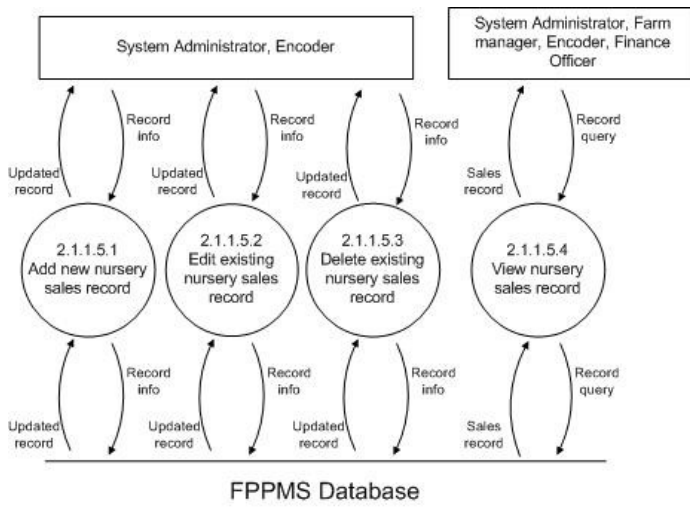 System Administrator, Encoder
System Administrator, Farm
manager, Encoder, Finance
Officer
Record
info
Record
info
Record
info
Record
query
Updated
record
Updated
record
Updated
record
Sales
record
2.1.1.5.1
Add new nursery
sales record
2.1.1.5.2
Edit existing
nursery sales
record
2.1.1.5.3
Delete existing
nursery sales
record
2.1.1.5.4
View nursery
sales record
Record
info
Record
info
Record
info
Record
query
Updated
record
Updated
record
Updated
record
Sales
record
FPPMS Database